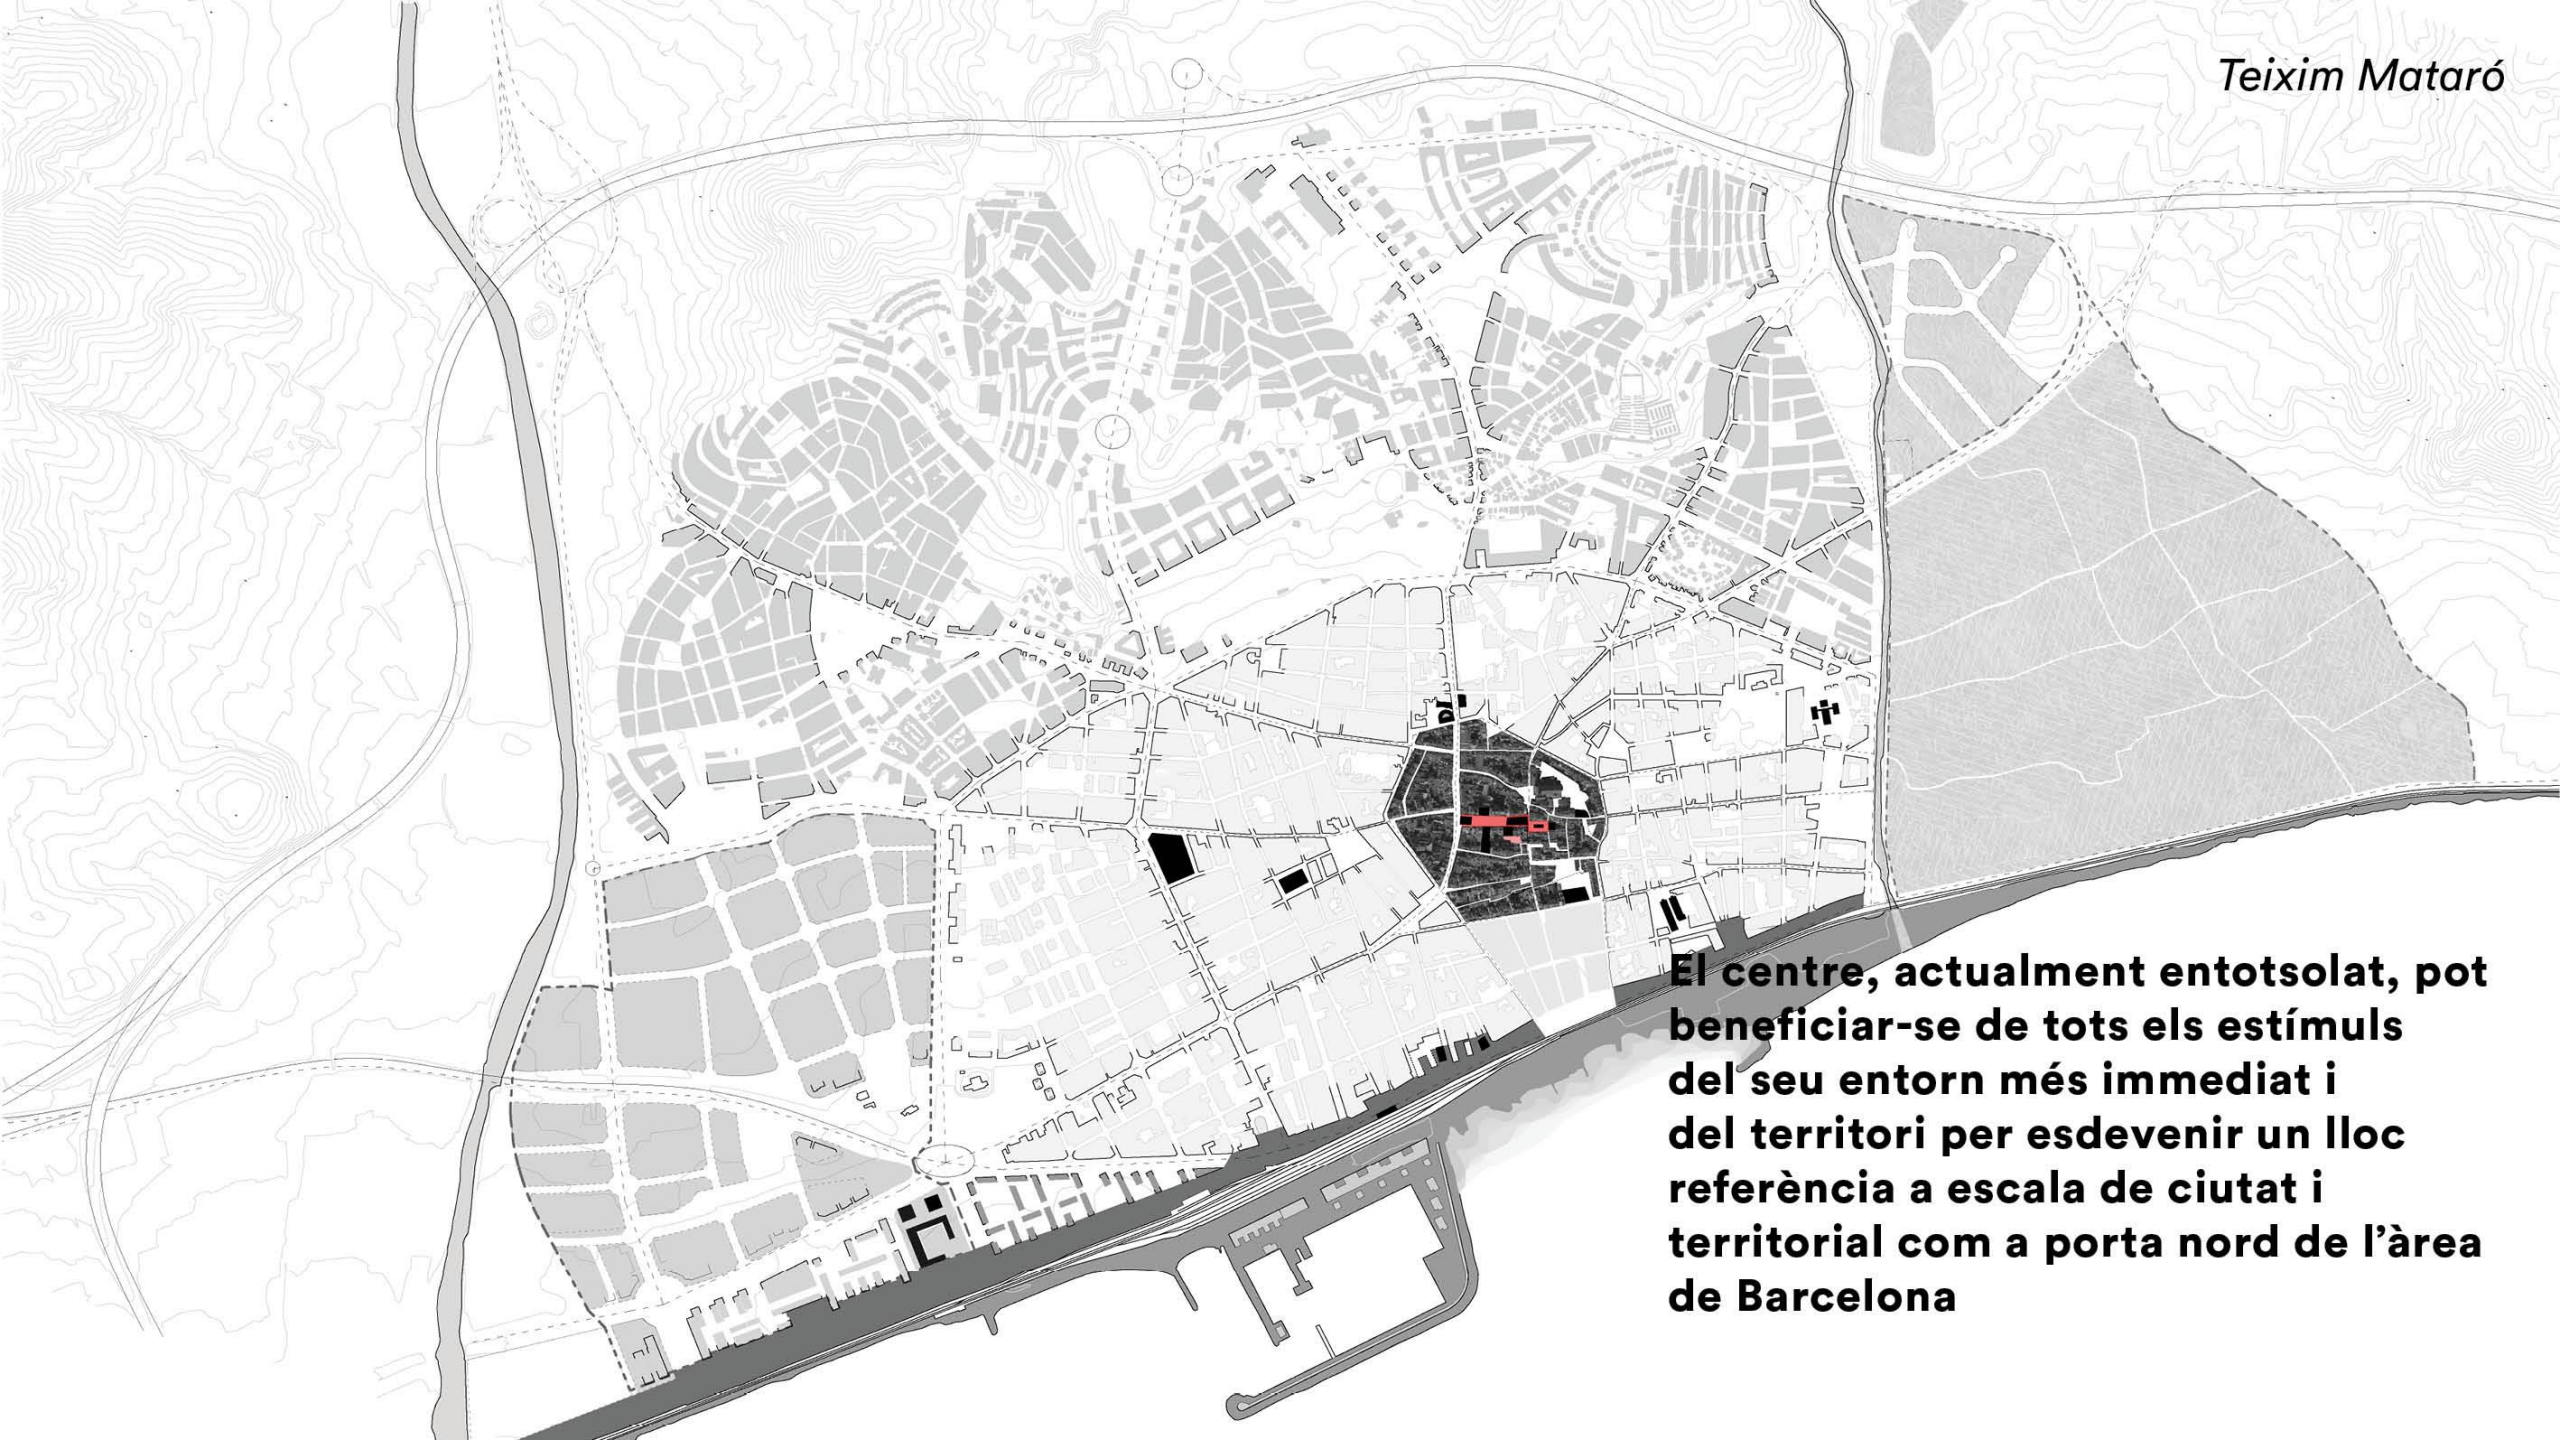 Teixim Mataró
El centre, actualment entotsolat, pot
beneficiar-se de tots els estímuls
del seu entorn més immediat i
del territori per esdevenir un lloc
referència a escala de ciutat i
territorial com a porta nord de l’àrea
de Barcelona